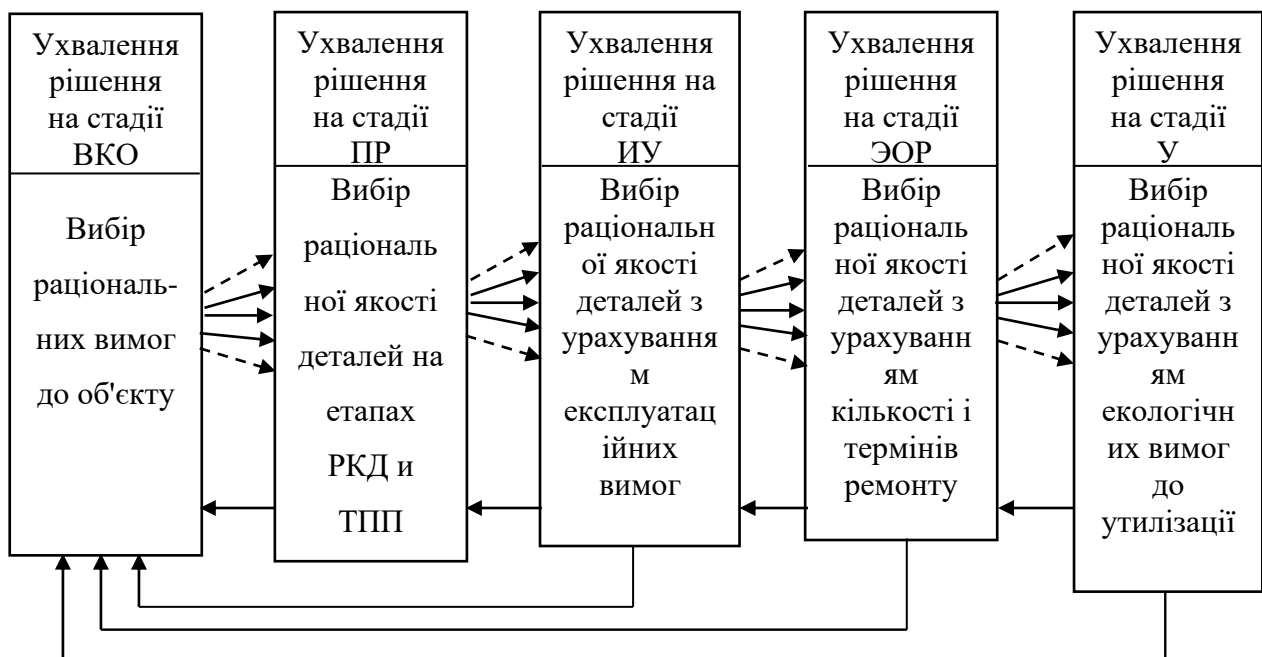 Ухвалення
рішення
на стадії
ВКО
Вибір
раціональ-
них вимог
до об'єкту
Ухвалення
рішення
на стадії
ПР
Вибір
раціональ
ної якості
деталей на
етапах
РКД и
ТПП
Ухвалення
рішення на
стадії
ИУ
Вибір
раціональн
ої якості
деталей з
урахування
м
експлуатац
ійних
вимог
Ухвалення
рішення
на стадії
ЭОР
Вибір
раціональ
ної якості
деталей з
урахуванн
ям
кількості і
термінів
ремонту
Ухвалення
рішення
на стадії
У
Вибір
раціональ
ної якості
деталей з
урахуванн
ям
екологічн
их вимог
до
утилізації